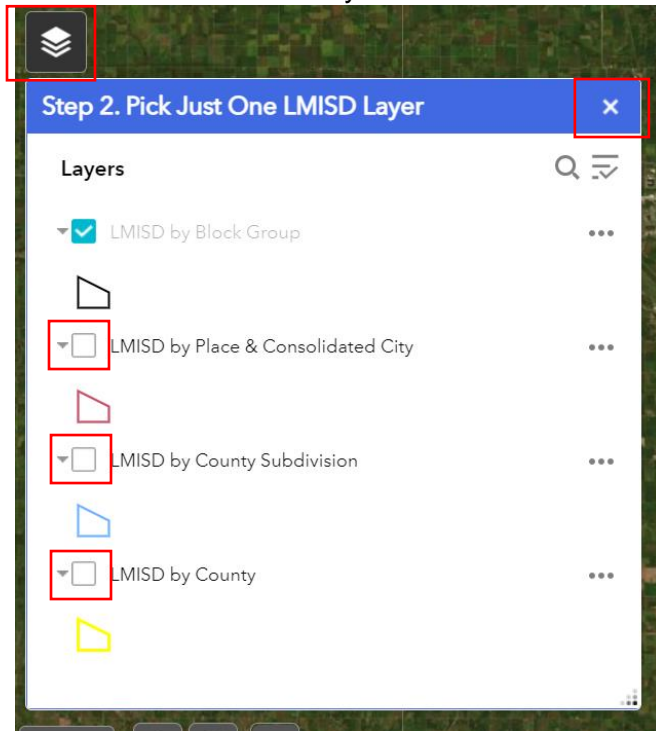 Step 2. Pick Just One LMISD Layer
Layers
LMISD by Block Group
LMISD by Place & Consolidated City
LMISD by County Subdivision
LMISD by County